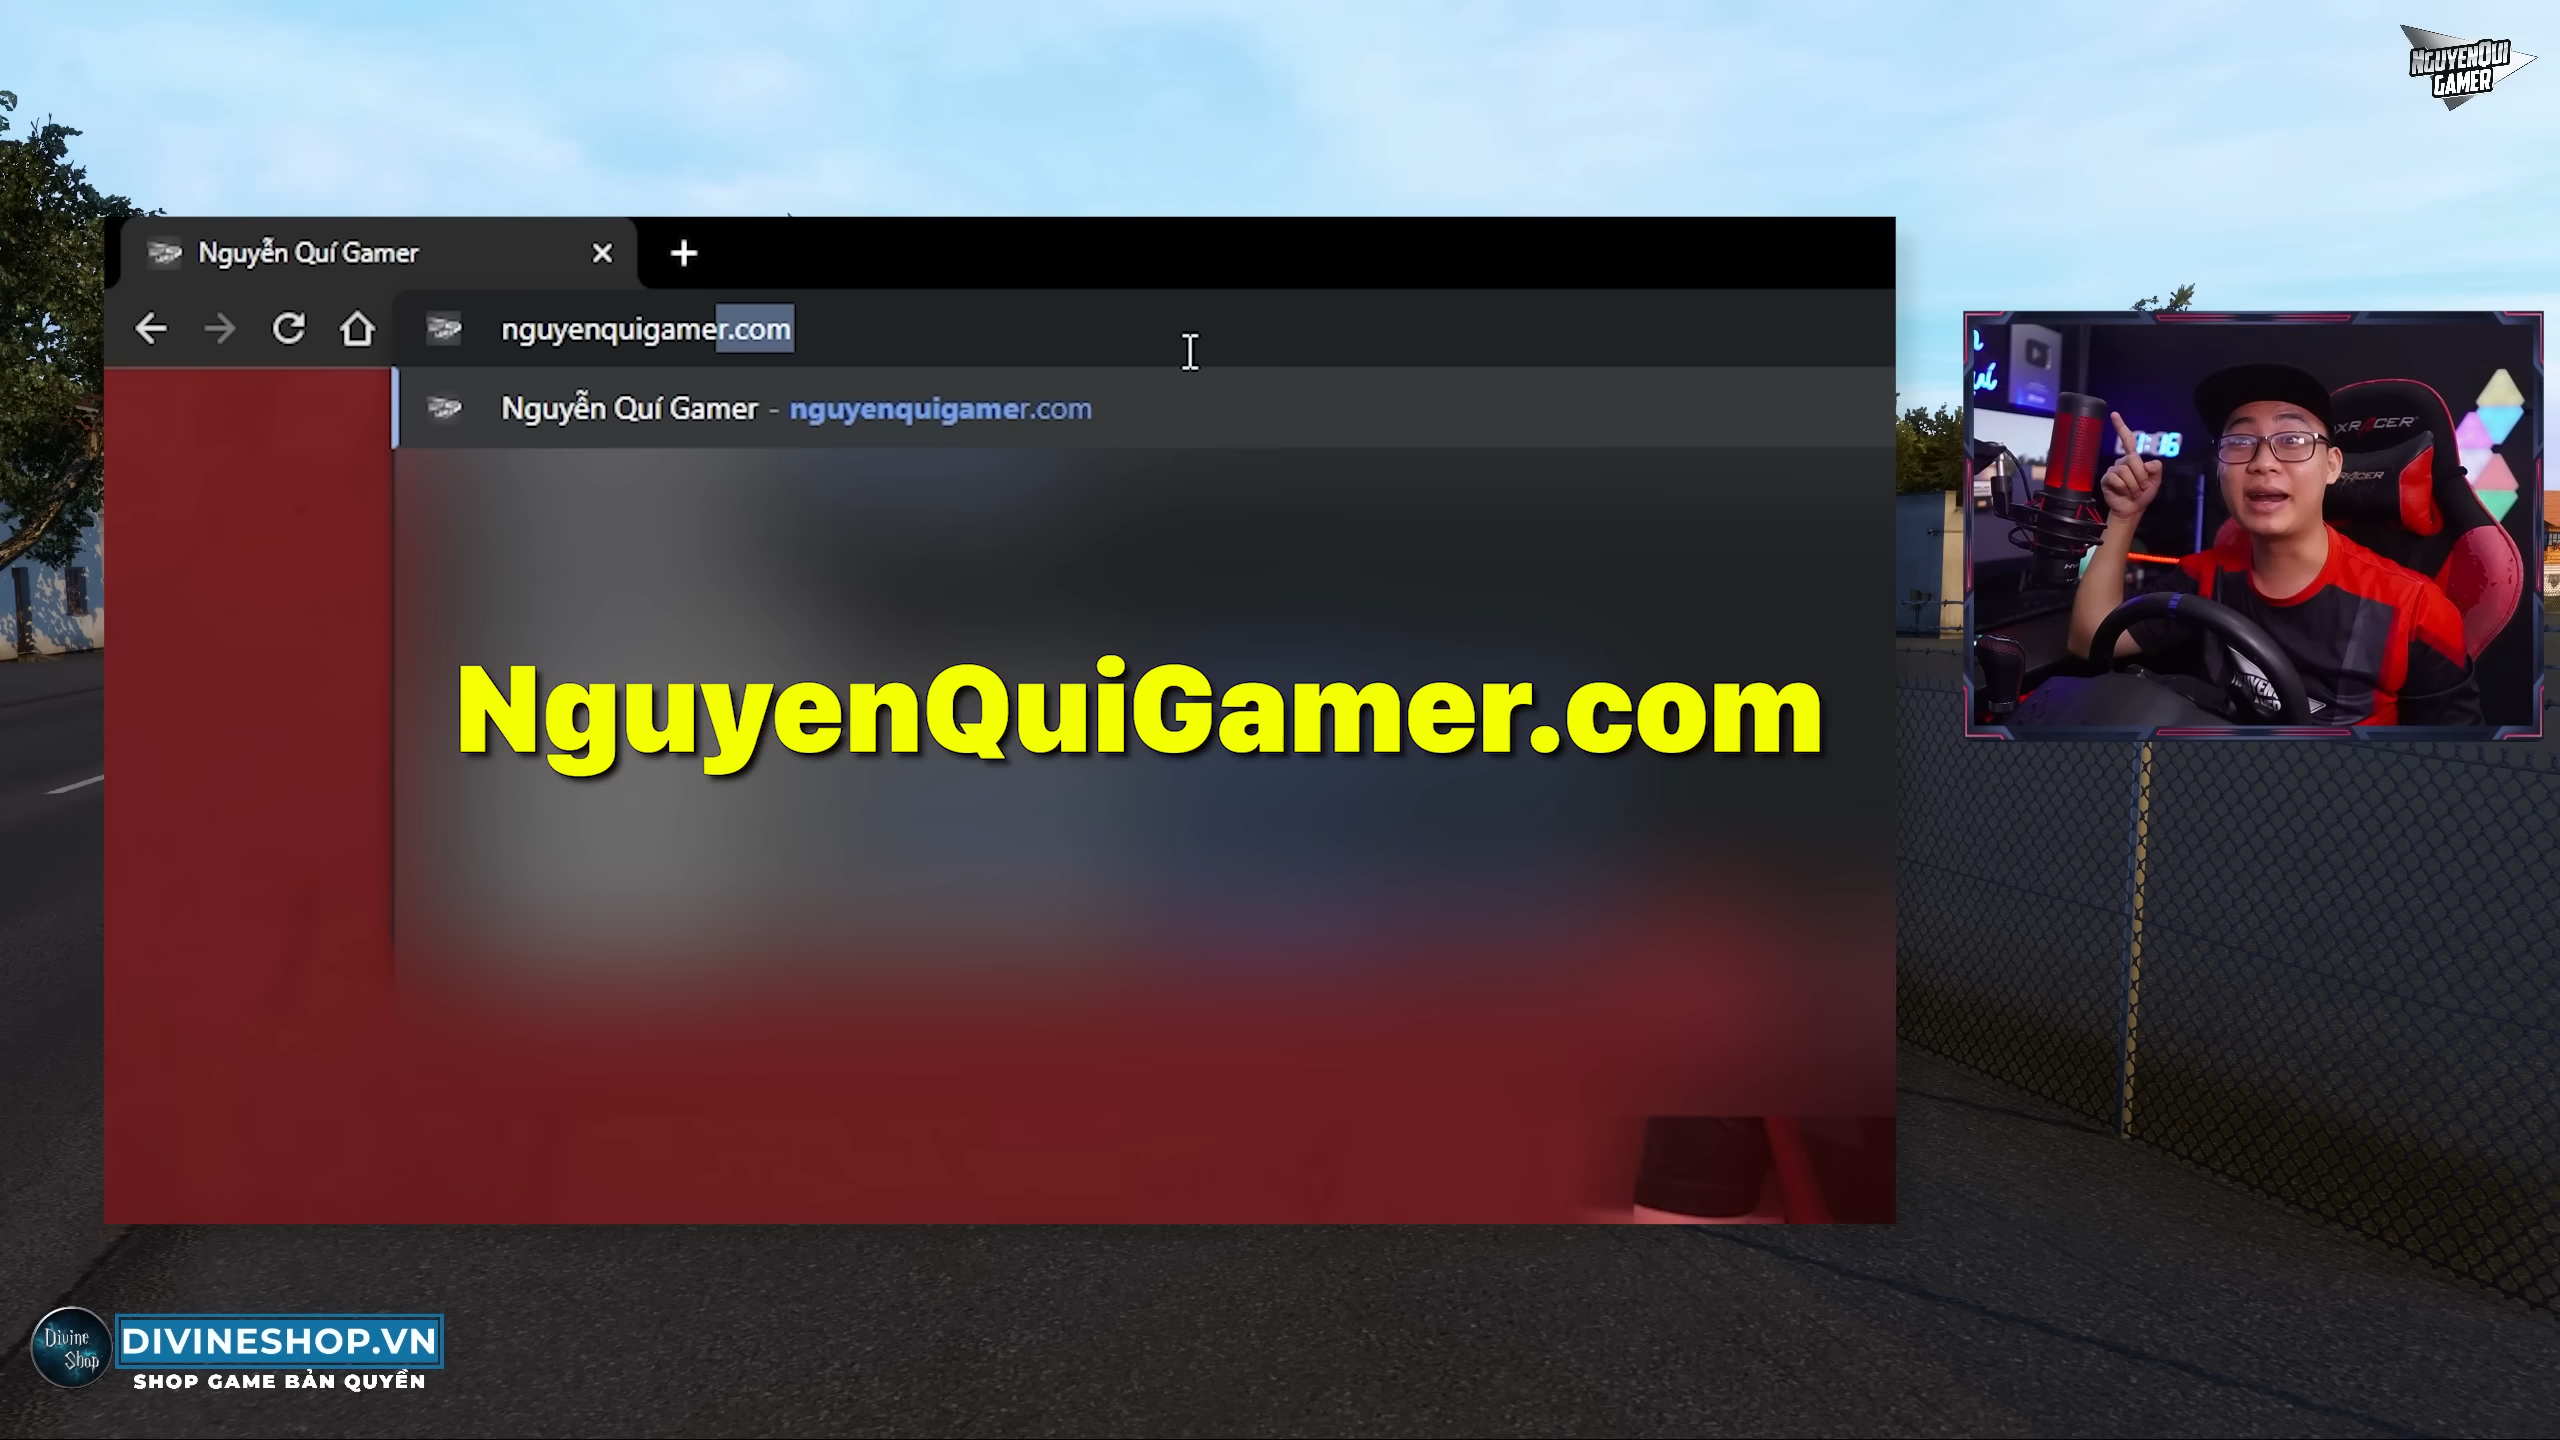 NGUYENQUI
GAMER
Nguyễn Quí Gamer
nguyenquigamer.com
Nguyễn Quí Gamer - nguyenquigamer.com
NguyenQuiGamer.com
XRACER
RACER
Divine
Shop
DIVINESHOP.VN
SHOP GAME BẢN QUYỀN